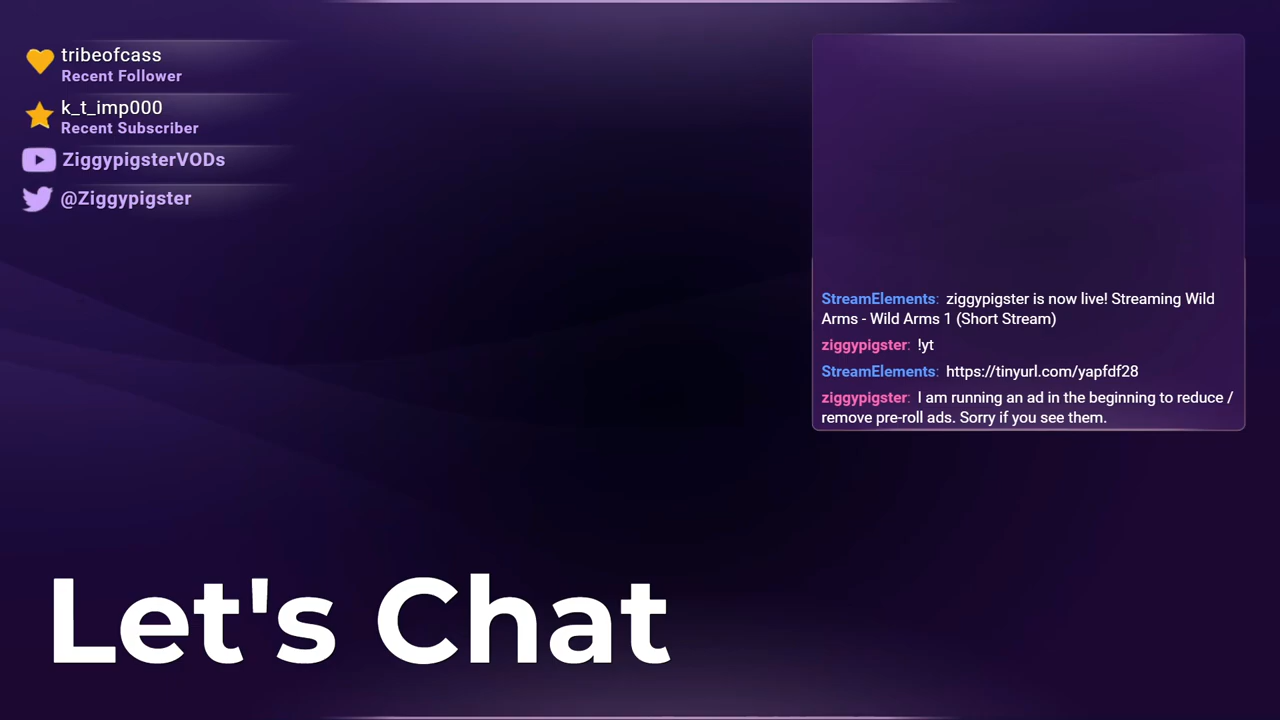 tribeofcass
Recent Follower
k_t_imp000
Recent Subscriber
ZiggypigsterVODs
@Ziggypigster
StreamElements: ziggypigster is now live! Streaming Wild
Arms - Wild Arms 1 (Short Stream)
ziggypigster: !yt
StreamElements: https://tinyurl.com/yapfdf28
ziggypigster: I am running an ad in the beginning to reduce /
remove pre-roll ads. Sorry if you see them.
Let's Chat